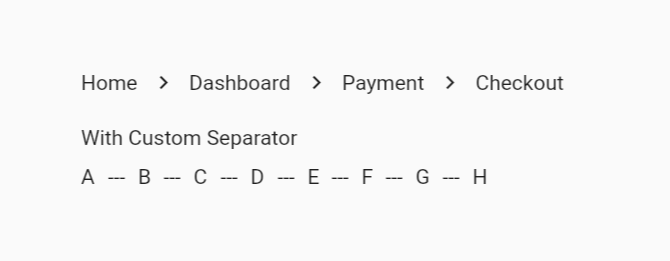 Home > Dashboard > Payment > Checkout
With Custom Separator
A --- B --- C --- D --- E --- F --- G --- H